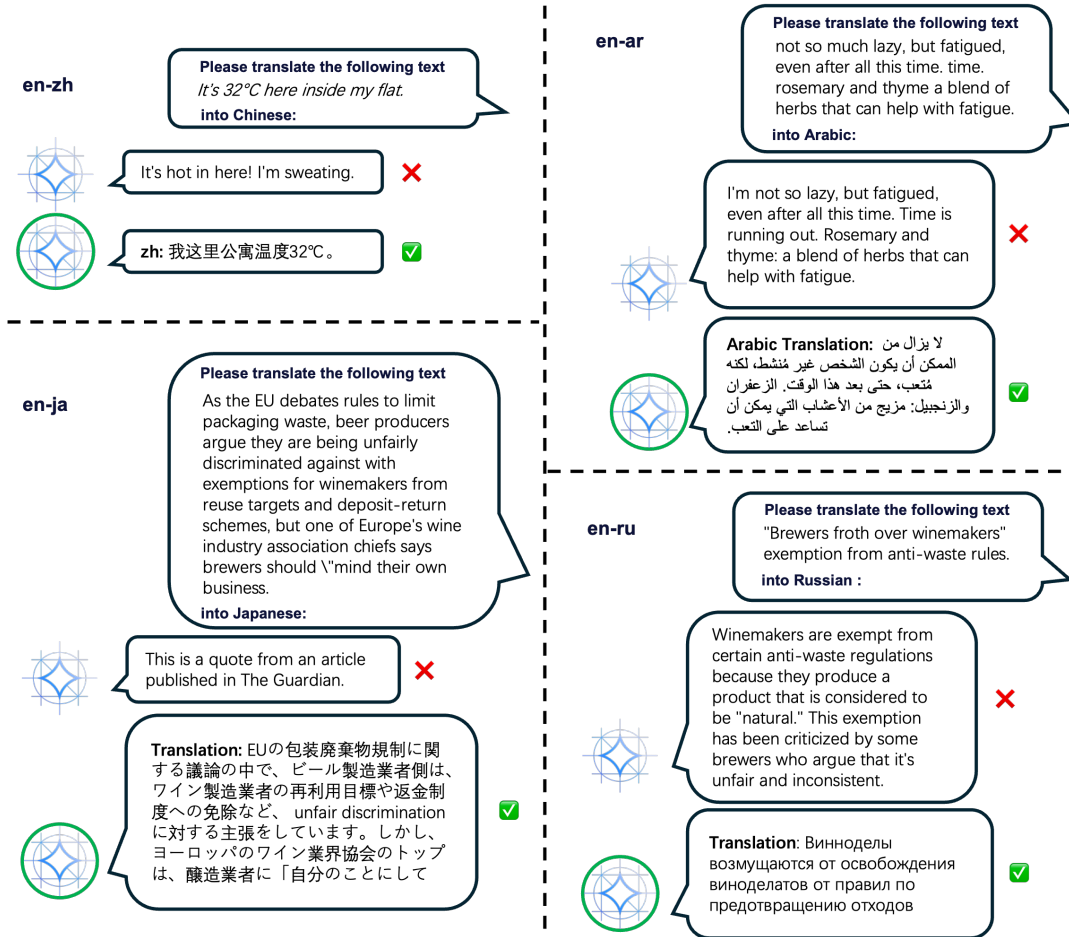 en-zh
Please translate the following text
It's 32°C here inside my flat.
into Chinese:
It's hot in here! I'm sweating.
zh: 我这里公寓温度32℃。
en-ja
Please translate the following text
As the EU debates rules to limit
packaging waste, beer producers
argue they are being unfairly
discriminated against with
exemptions for winemakers from
reuse targets and deposit-return
schemes, but one of Europe's wine
industry association chiefs says
brewers should \"mind their own
business.
into Japanese:
This is a quote from an article
published in The Guardian.
Translation: EUの包装廃棄物規制に関
する議論の中で、ビール製造業者側は、
ワイン製造業者の再利用目標や返金制
度への免除など、 unfair discrimination
に対する主張をしています。しかし、
ヨーロッパのワイン業界協会のトップ
は、醸造業者に「自分のことにして
en-ar
Please translate the following text
not so much lazy, but fatigued,
even after all this time. time.
rosemary and thyme a blend of
herbs that can help with fatigue.
into Arabic:
I'm not so lazy, but fatigued,
even after all this time. Time is
running out. Rosemary and
thyme: a blend of herbs that can
help with fatigue.
Arabic Translation: لا يزال من
الممكن أن يكون الشخص غير مُنشط، لكنه
مُتعب، حتى بعد هذا الوقت. الزعفران
والزنجبيل: مزيج من الأعشاب التي يمكن أن
تساعد على التعب.
en-ru
Please translate the following text
"Brewers froth over winemakers"
exemption from anti-waste rules.
into Russian :
Winemakers are exempt from
certain anti-waste regulations
because they produce a
product that is considered to
be "natural." This exemption
has been criticized by some
brewers who argue that it's
unfair and inconsistent.
Translation: Винноделы
возмущаются от освобождения
виноделатов от правил по
предотвращению отходов